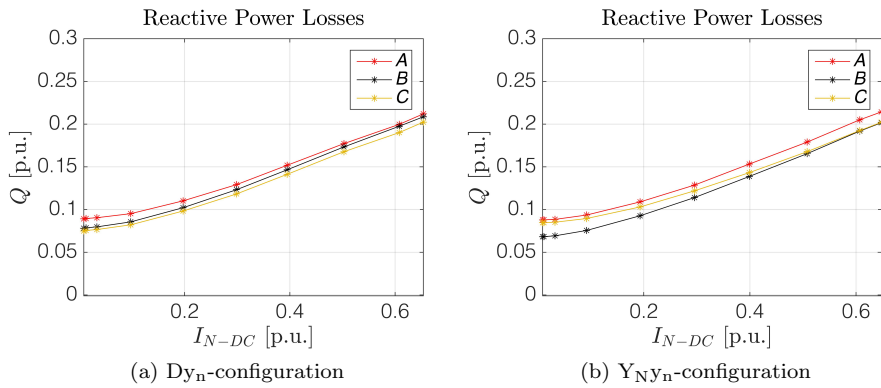 Reactive Power Losses
0.3
0.25
0.2
0.15
0.1
0.05
0
Q [p.u.]
A
B
C
0.2
0.4
0.6
I_{N-DC} [p.u.]
(a) Dy_n-configuration
Reactive Power Losses
0.3
0.25
0.2
0.15
0.1
0.05
0
Q [p.u.]
A
B
C
0.2
0.4
0.6
I_{N-DC} [p.u.]
(b) Y_Ny_n-configuration